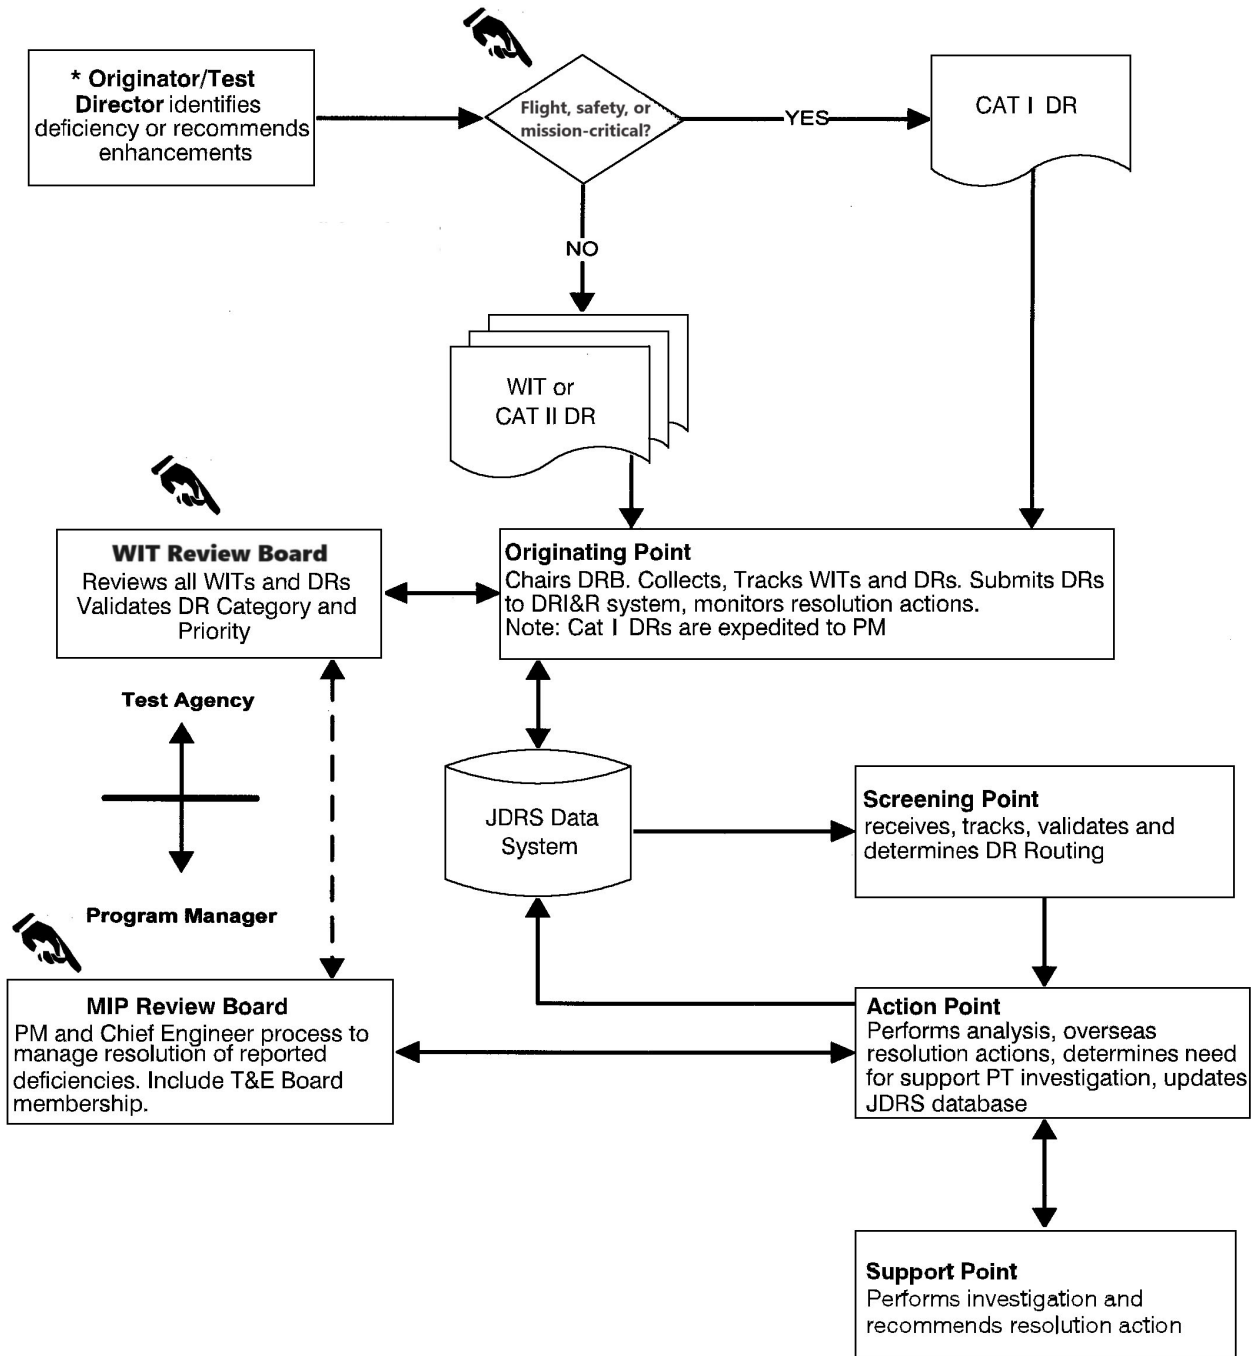 * Originator/Test
Director identifies
deficiency or recommends
enhancements
Flight, safety, or
mission-critical?
YES
CAT I DR
NO
WIT or
CAT II DR
WIT Review Board
Reviews all WITs and DRs
Validates DR Category and
Priority
Originating Point
Chairs DRB. Collects, Tracks WITs and DRs. Submits DRs
to DRI&R system, monitors resolution actions.
Note: Cat I DRs are expedited to PM
Test Agency
Program Manager
JDRS Data
System
Screening Point
receives, tracks, validates and
determines DR Routing
MIP Review Board
PM and Chief Engineer process to
manage resolution of reported
deficiencies. Include T&E Board
membership.
Action Point
Performs analysis, overseas
resolution actions, determines need
for support PT investigation, updates
JDRS database
Support Point
Performs investigation and
recommends resolution action